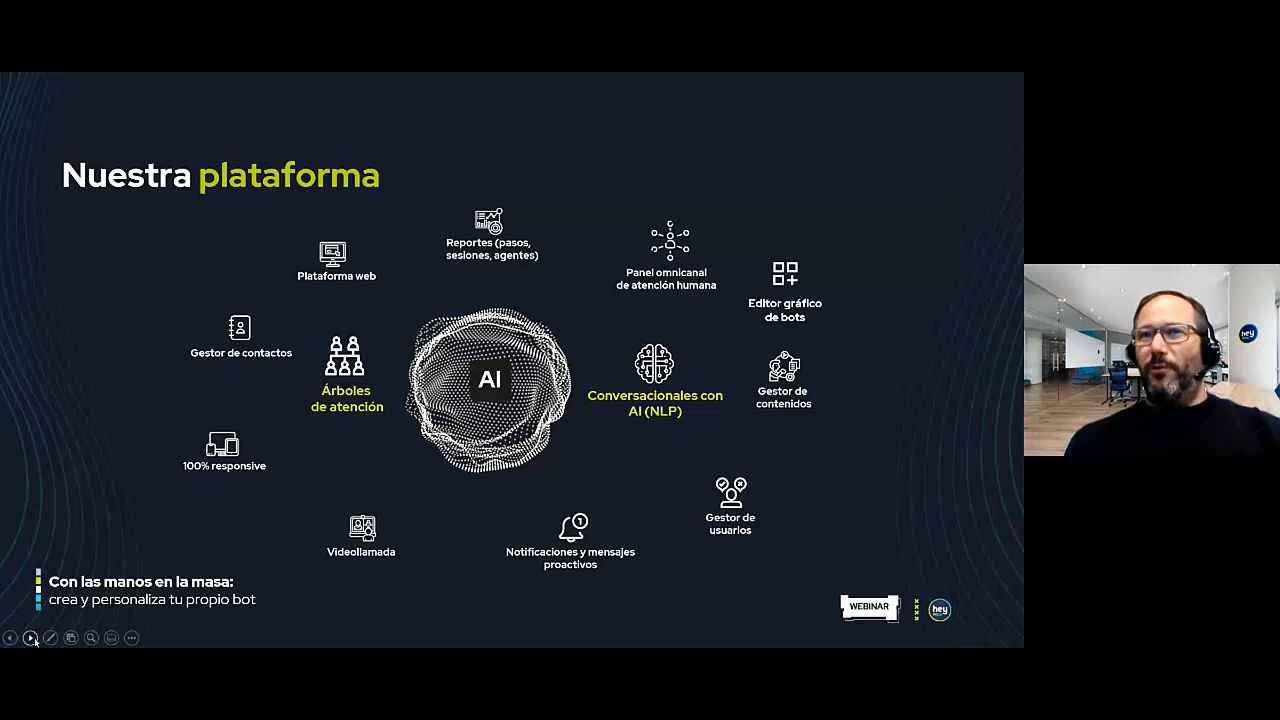 Nuestra plataforma
Reportes (pasos,
sesiones, agentes)
Plataforma web
Panel omnicanal
de atención humana
Editor gráfico
de bots
Gestor de contactos
Árboles
de atención
AI
Conversacionales con
AI (NLP)
Gestor de
contenidos
100% responsive
Gestor de
usuarios
Videollamada
1
Notificaciones y mensajes
proactivos
Con las manos en la masa:
crea y personaliza tu propio bot
WEBINAR
hey
hey